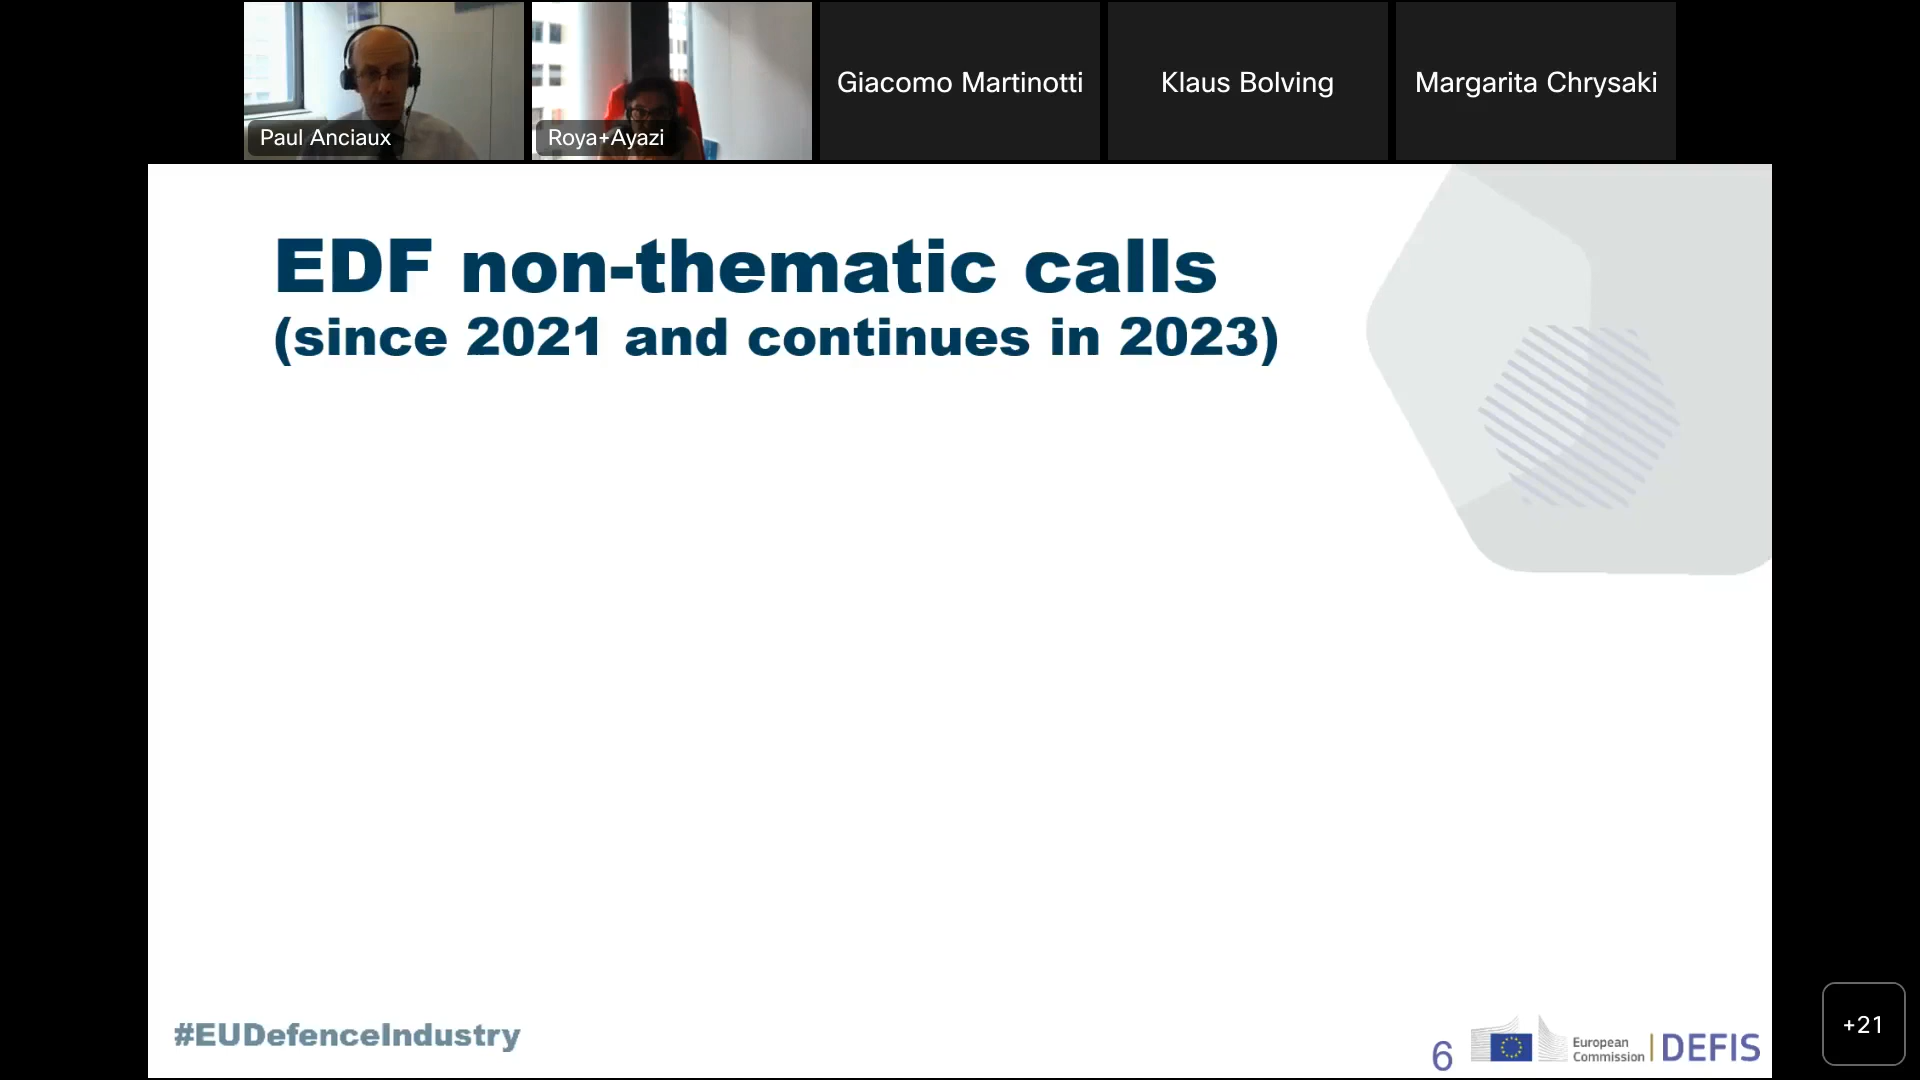 Paul Anciaux
Roya+Ayazi
Giacomo Martinotti
Klaus Bolving
Margarita Chrysaki
EDF non-thematic calls
(since 2021 and continues in 2023)
#EUDefenceIndustry
6
European
Commission
DEFIS
+21